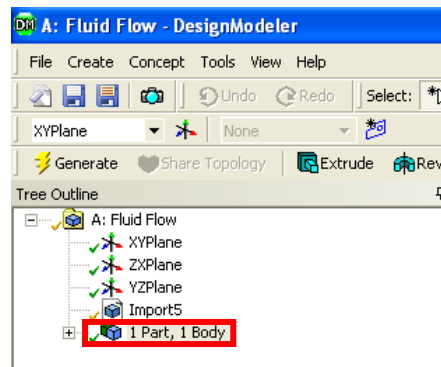 DM A: Fluid Flow - DesignModeler
File Create Concept Tools View Help
Undo Redo Select:
XYPlane None
Generate Share Topology Extrude Rev
Tree Outline
A: Fluid Flow
XYPlane
ZXPlane
YZPlane
Import5
1 Part, 1 Body